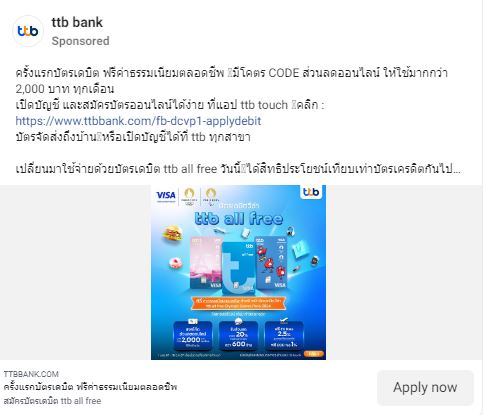 ttb bank
Sponsored
ครั้งแรกบัตรเดบิต ฟรีค่าธรรมเนียมตลอดชีพ มีโคตร CODE ส่วนลดออนไลน์ ให้ใช้มากกว่า
2,000 บาท ทุกเดือน
เปิดบัญชี และสมัครบัตรออนไลน์ได้ง่าย ที่แอป ttb touch คลิก :
https://www.ttbbank.com/fb-dcvp1-applydebit
บัตรจัดส่งถึงบ้าน หรือเปิดบัญชีได้ที่ ttb ทุกสาขา
เปลี่ยนมาใช้จ่ายด้วยบัตรเดบิต ttb all free วันนี้ ได้สิทธิประโยชน์เทียบเท่าบัตรเครดิตกันไป...
ttb
VISA
ttb
ttb all free
all free
VISA
VISA
2,000
20%
2.5%
600
1%
TTBBANK.COM
ครั้งแรกบัตรเดบิต ฟรีค่าธรรมเนียมตลอดชีพ
สมัครบัตรเดบิต ttb all free
Apply now